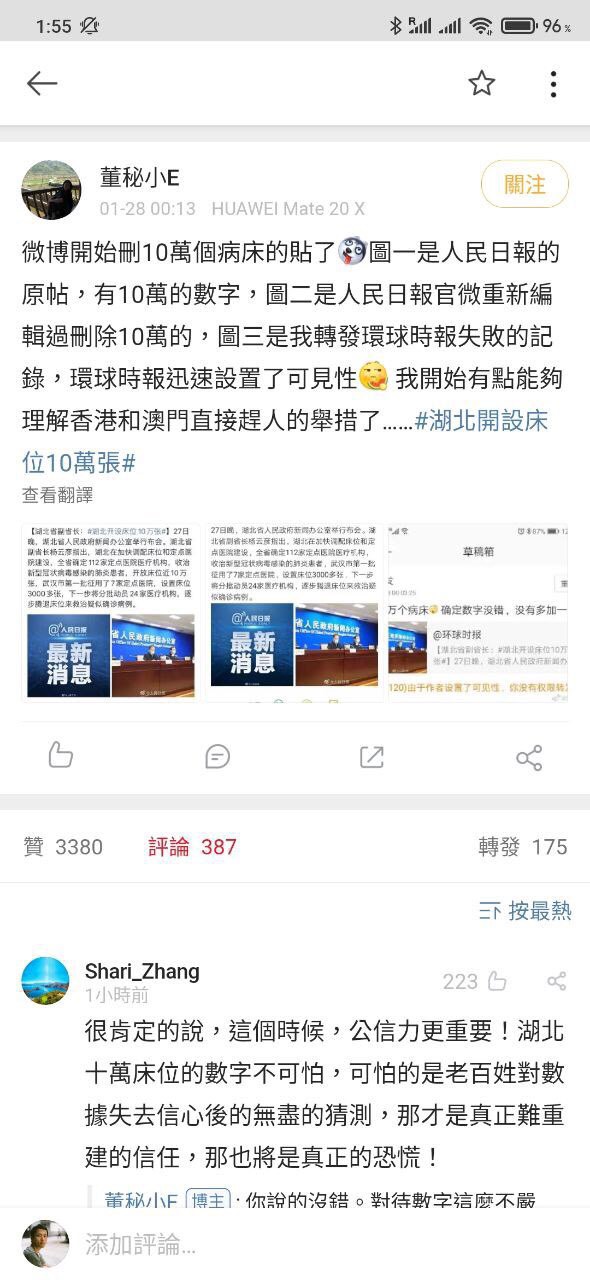 1:55
R
96%
董秘小E
關注
01-28 00:13 HUAWEI Mate 20 X
微博開始刪10萬個病床的貼了圖一是人民日報的
原帖，有10萬的數字，圖二是人民日報官微重新編
輯過刪除10萬的，圖三是我轉發環球時報失敗的記
錄，環球時報迅速設置了可見性 我開始有點能夠
理解香港和澳門直接趕人的舉措了......#湖北開設床
位10萬張#
查看翻譯
【湖北省副省长：#湖北开设床位10万张#】27日
晚，湖北省人民政府新闻办公室举行布会。湖北省
副省长杨云彦指出，湖北在加快调配床位和定点医
院建设，全省确定112家定点医院医疗机构，收治
新型冠状病毒感染的肺炎患者，开放床位近10万
张，武汉市第一批征用了7家定点医院，设置床位
3000多张，下一步将分批动员24家医疗机构，逐
步腾退床位来救治疑似确诊病例。
@人民日报
最新
消息
省人民政府新闻办公室
27日晚，湖北省人民政府新闻办公室举行布会。湖
北省副省长杨云彦指出，湖北在加快调配床位和定
点医院建设，全省确定112家定点医院医疗机构，
收治新型冠状病毒感染的肺炎患者，武汉市第一批
征用了7家定点医院，设置床位3000多张，下一步
将分批动员24家医疗机构，逐步腾退床位来救治疑
似确诊病例。
@人民日报
最新
消息
省人民政府新闻办公室
87% 12
草稿箱
万个病床 确定数字没错，没有多加一
@环球时报
【湖北省副省长：#湖北开设床位10万
张#】27日晚，湖北省人民政府新闻办
120)由于作者设置了可见性，你没有权限转发
贊 3380
評論 387
轉發 175
按最熱
Shari_Zhang
223
1小時前
很肯定的說，這個時候，公信力更重要！湖北
十萬床位的數字不可怕，可怕的是老百姓對數
據失去信心後的無盡的猜測，那才是真正難重
建的信任，那也將是真正的恐慌！
董秘小E 博主：你說的沒錯。對待數字這麼不嚴
添加評論...